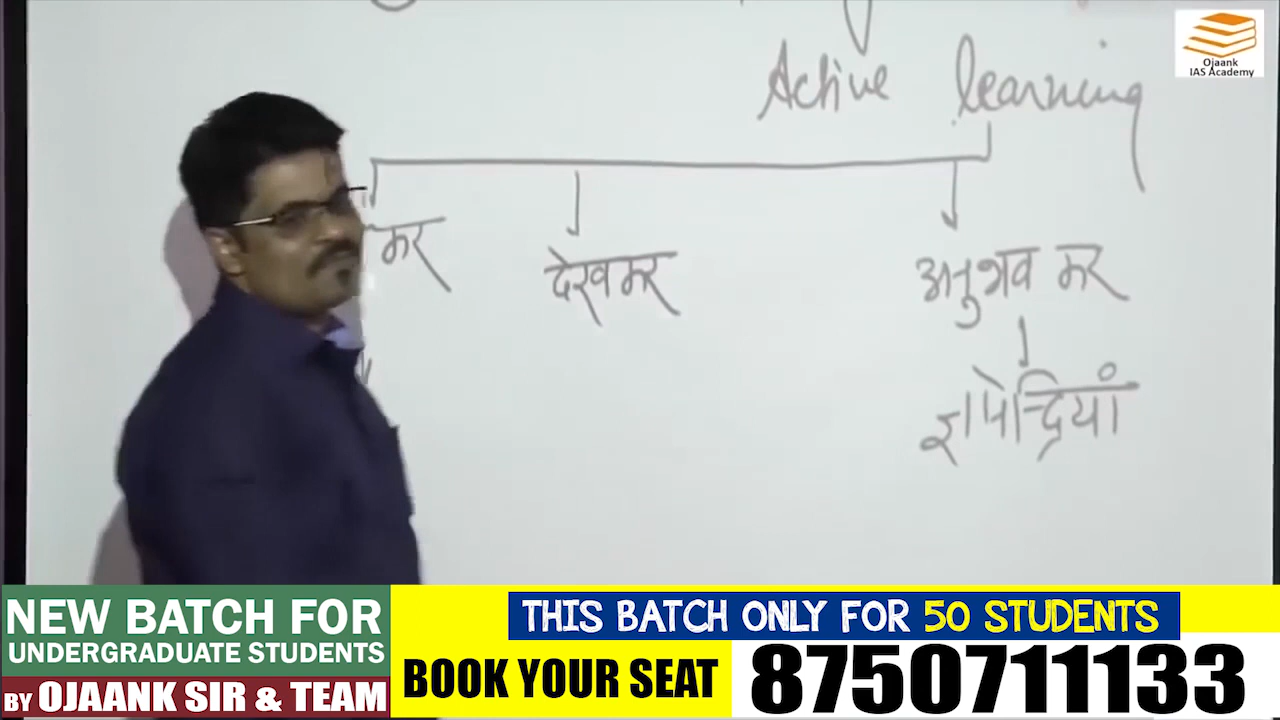 Ojaank
IAS Academy
Active learning
कर
देखकर
अनुभव कर
ज्ञानेन्द्रियां
NEW BATCH FOR
UNDERGRADUATE STUDENTS
BY OJAANK SIR & TEAM
THIS BATCH ONLY FOR 50 STUDENTS
BOOK YOUR SEAT
8750711133